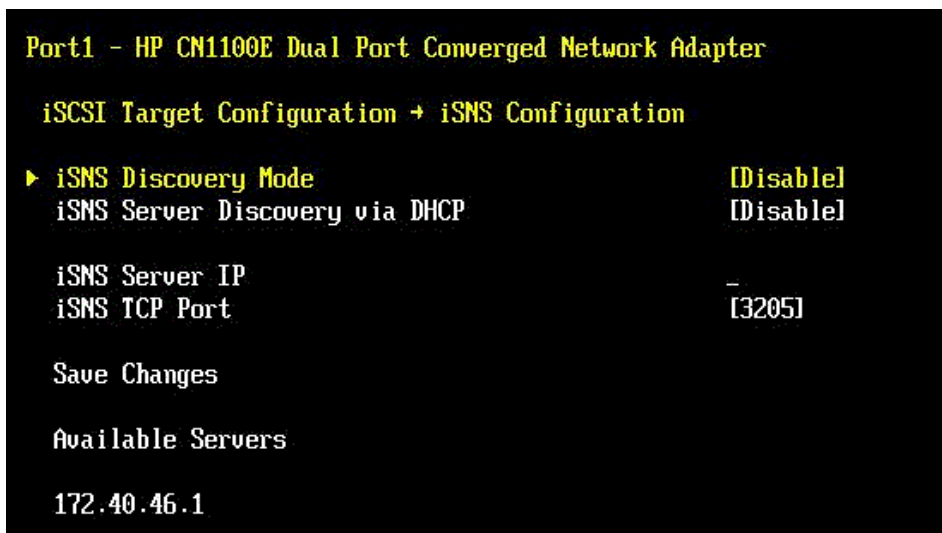 Port1 - HP CN1100E Dual Port Converged Network Adapter
iSCSI Target Configuration → iSNS Configuration
iSNS Discovery Mode [Disable]
iSNS Server Discovery via DHCP [Disable]
iSNS Server IP _
iSNS TCP Port [3205]
Save Changes
Available Servers
172.40.46.1